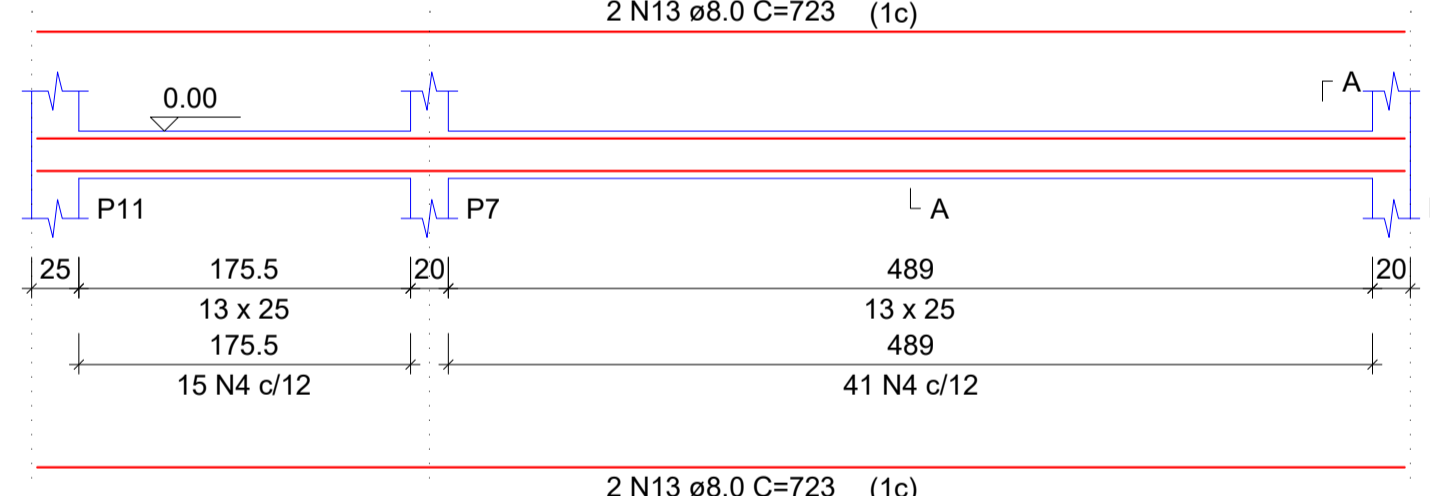 2 N13 ø8.0 C=723 (1c)
A
0.00
P11
P7
A
25 175.5 20 489 20
13 x 25 13 x 25
175.5 489
15 N4 c/12 41 N4 c/12
2 N13 ø8.0 C=723 (1c)